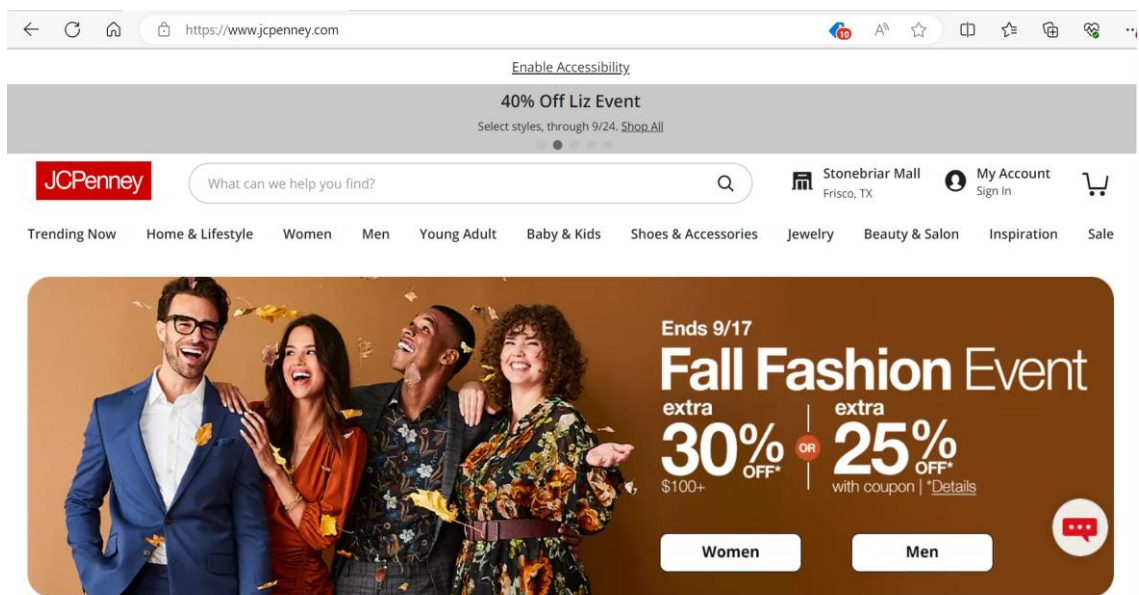 https://www.jcpenney.com
10
Enable Accessibility
40% Off Liz Event
Select styles, through 9/24. Shop All
JCPenney
What can we help you find?
Stonebriar Mall
Frisco, TX
My Account
Sign In
Trending Now Home & Lifestyle Women Men Young Adult Baby & Kids Shoes & Accessories Jewelry Beauty & Salon Inspiration Sale
Ends 9/17
Fall Fashion Event
extra 30% OFF* $100+
OR
extra 25% OFF* with coupon | *Details
Women Men